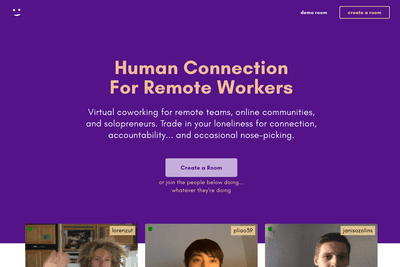 demo room
create a room
Human Connection
For Remote Workers
Virtual coworking for remote teams, online communities,
and solopreneurs. Trade in your loneliness for connection,
accountability... and occasional nose-picking.
Create a Room
or join the people below doing...
whatever they're doing
lorenzut
pliao39
janisozolins